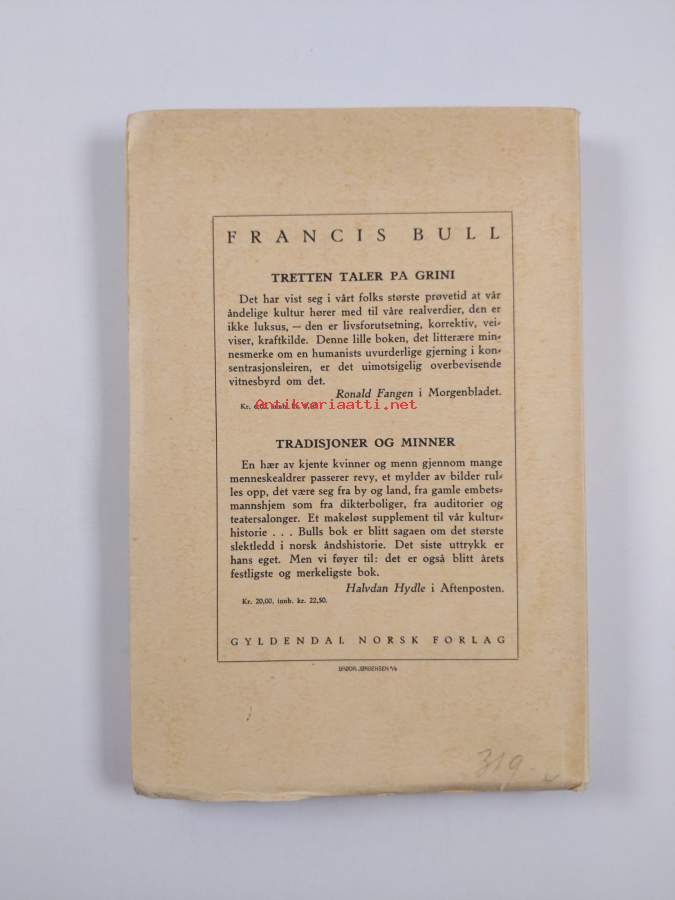 FRANCIS BULL
TRETTEN TALER PA GRINI
Det har vist seg i vårt folks største prøvetid at vår
åndelige kultur hører med til våre realverdier, den er
ikke luksus, — den er livsforutsetning, korrektiv, vei-
viser, kraftkilde. Denne lille boken, det litterære min-
nesmerke om en humanists uvurderlige gjerning i kon-
sentrasjonsleiren, er det uimotsigelig overbevisende
vitnesbyrd om det.
Ronald Fangen i Morgenbladet.
Antikvariaatti.net
Kr.
TRADISJONER OG MINNER
En hær av kjente kvinner og menn gjennom mange
menneskealdrer passerer revy, et mylder av bilder rul-
les opp, det være seg fra by og land, fra gamle embets-
mannshjem som fra dikterboliger, fra auditorier og
teatersalonger. Et makeløst supplement til vår kultur-
historie . . . Bulls bok er blitt sagaen om det største
slektledd i norsk åndshistorie. Det siste uttrykk er
hans eget. Men vi føyer til: det er også blitt årets
festligste og merkeligste bok.
Halvdan Hydle i Aftenposten.
Kr. 20,00, innb. kr. 22,50.
GYLDENDAL NORSK FORLAG
JØRGENSEN A/S
319.-